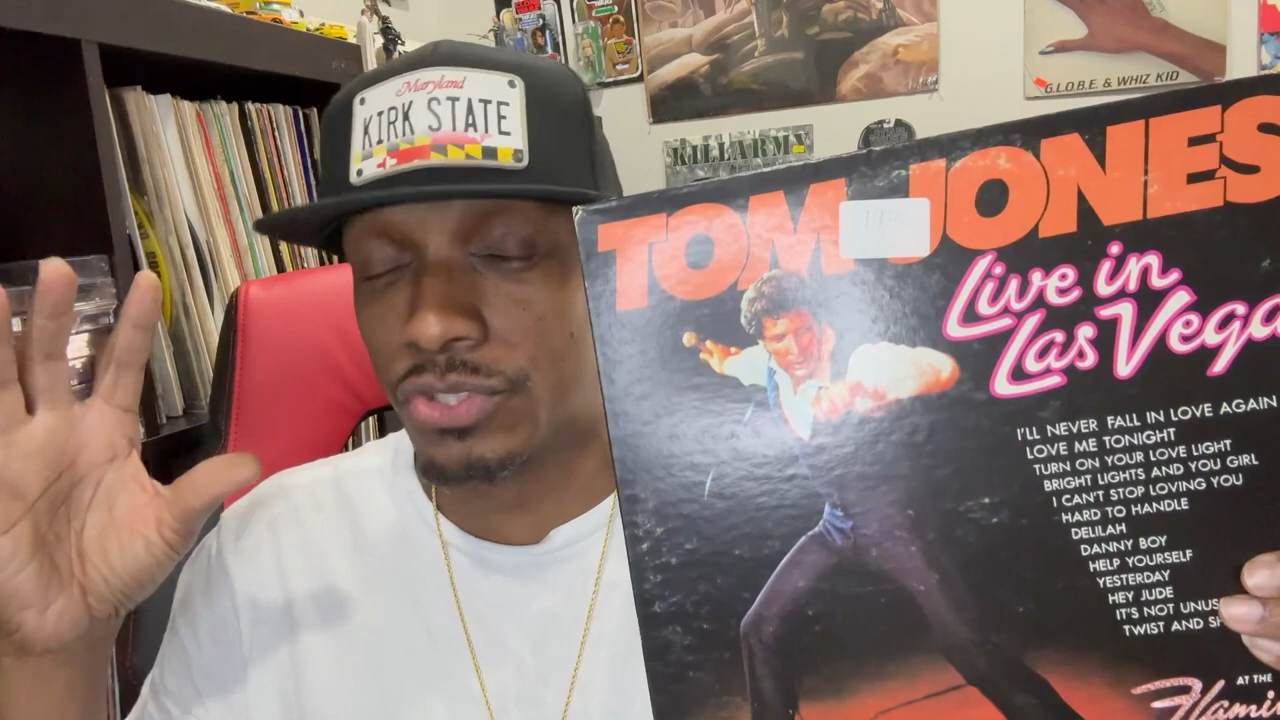 Maryland
KIRK STATE
G.L.O.B.E. & WHIZ KID
KILLARMY
TOM JONES
Live in
Las Vega
I'LL NEVER FALL IN LOVE AGAIN
LOVE ME TONIGHT
TURN ON YOUR LOVE LIGHT
BRIGHT LIGHTS AND YOU GIRL
I CAN'T STOP LOVING YOU
HARD TO HANDLE
DELILAH
DANNY BOY
HELP YOURSELF
YESTERDAY
HEY JUDE
IT'S NOT UNUS
TWIST AND SH
AT THE
Flami